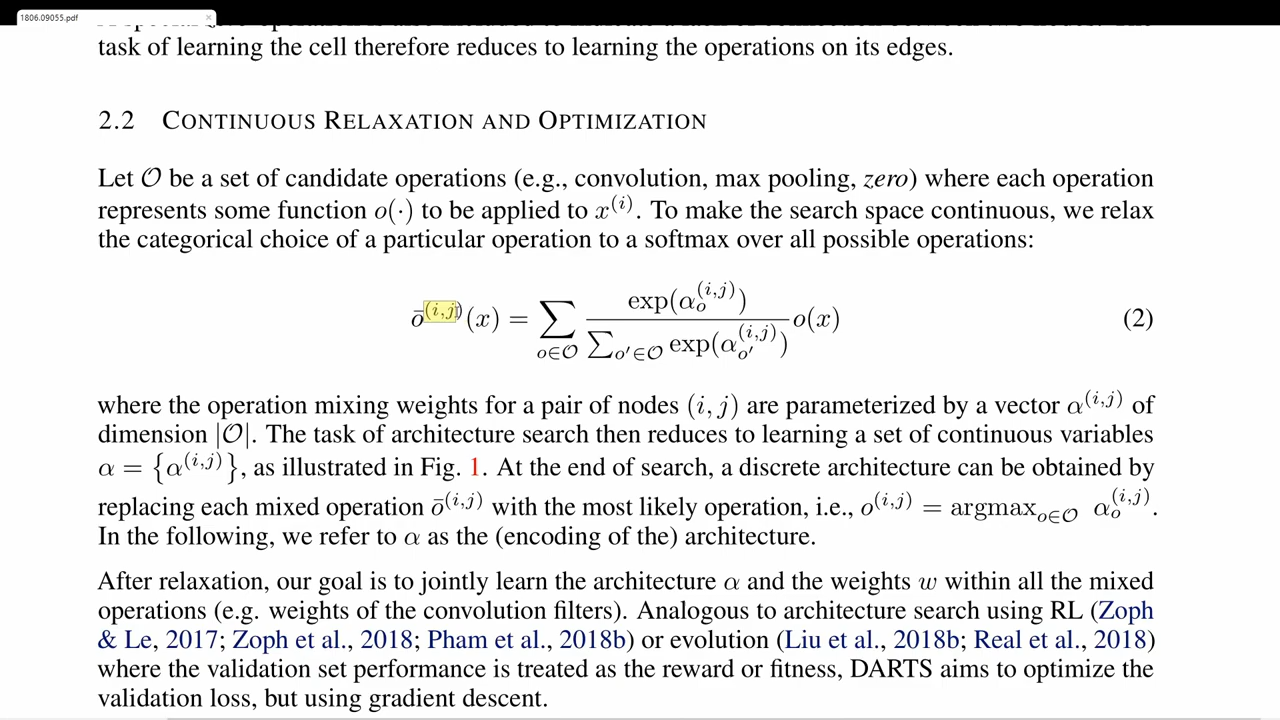 1806.09055.pdf
task of learning the cell therefore reduces to learning the operations on its edges.
2.2 CONTINUOUS RELAXATION AND OPTIMIZATION
Let 𝒪 be a set of candidate operations (e.g., convolution, max pooling, zero) where each operation
represents some function o(·) to be applied to x^(i). To make the search space continuous, we relax
the categorical choice of a particular operation to a softmax over all possible operations:
ō^(i,j)(x) = ∑_{o∈𝒪} exp(α_o^(i,j)) / ∑_{o′∈𝒪} exp(α_{o′}^(i,j)) o(x) (2)
where the operation mixing weights for a pair of nodes (i, j) are parameterized by a vector α^(i,j) of
dimension |𝒪|. The task of architecture search then reduces to learning a set of continuous variables
α = {α^(i,j)}, as illustrated in Fig. 1. At the end of search, a discrete architecture can be obtained by
replacing each mixed operation ō^(i,j) with the most likely operation, i.e., o^(i,j) = argmax_{o∈𝒪} α_o^(i,j).
In the following, we refer to α as the (encoding of the) architecture.
After relaxation, our goal is to jointly learn the architecture α and the weights w within all the mixed
operations (e.g. weights of the convolution filters). Analogous to architecture search using RL (Zoph
& Le, 2017; Zoph et al., 2018; Pham et al., 2018b) or evolution (Liu et al., 2018b; Real et al., 2018)
where the validation set performance is treated as the reward or fitness, DARTS aims to optimize the
validation loss, but using gradient descent.